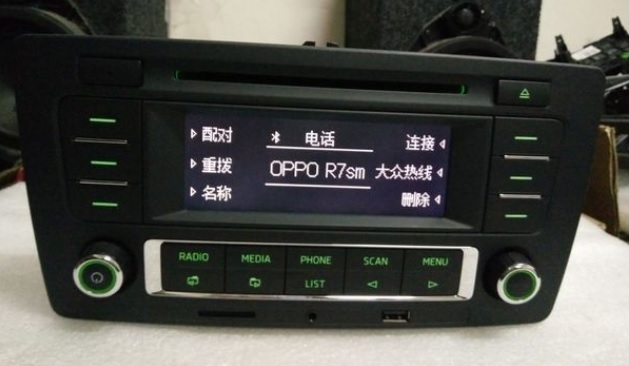 配对 电话 连接
重拨 OPPO R7sm 大众热线
名称 删除
RADIO MEDIA PHONE SCAN MENU
LIST